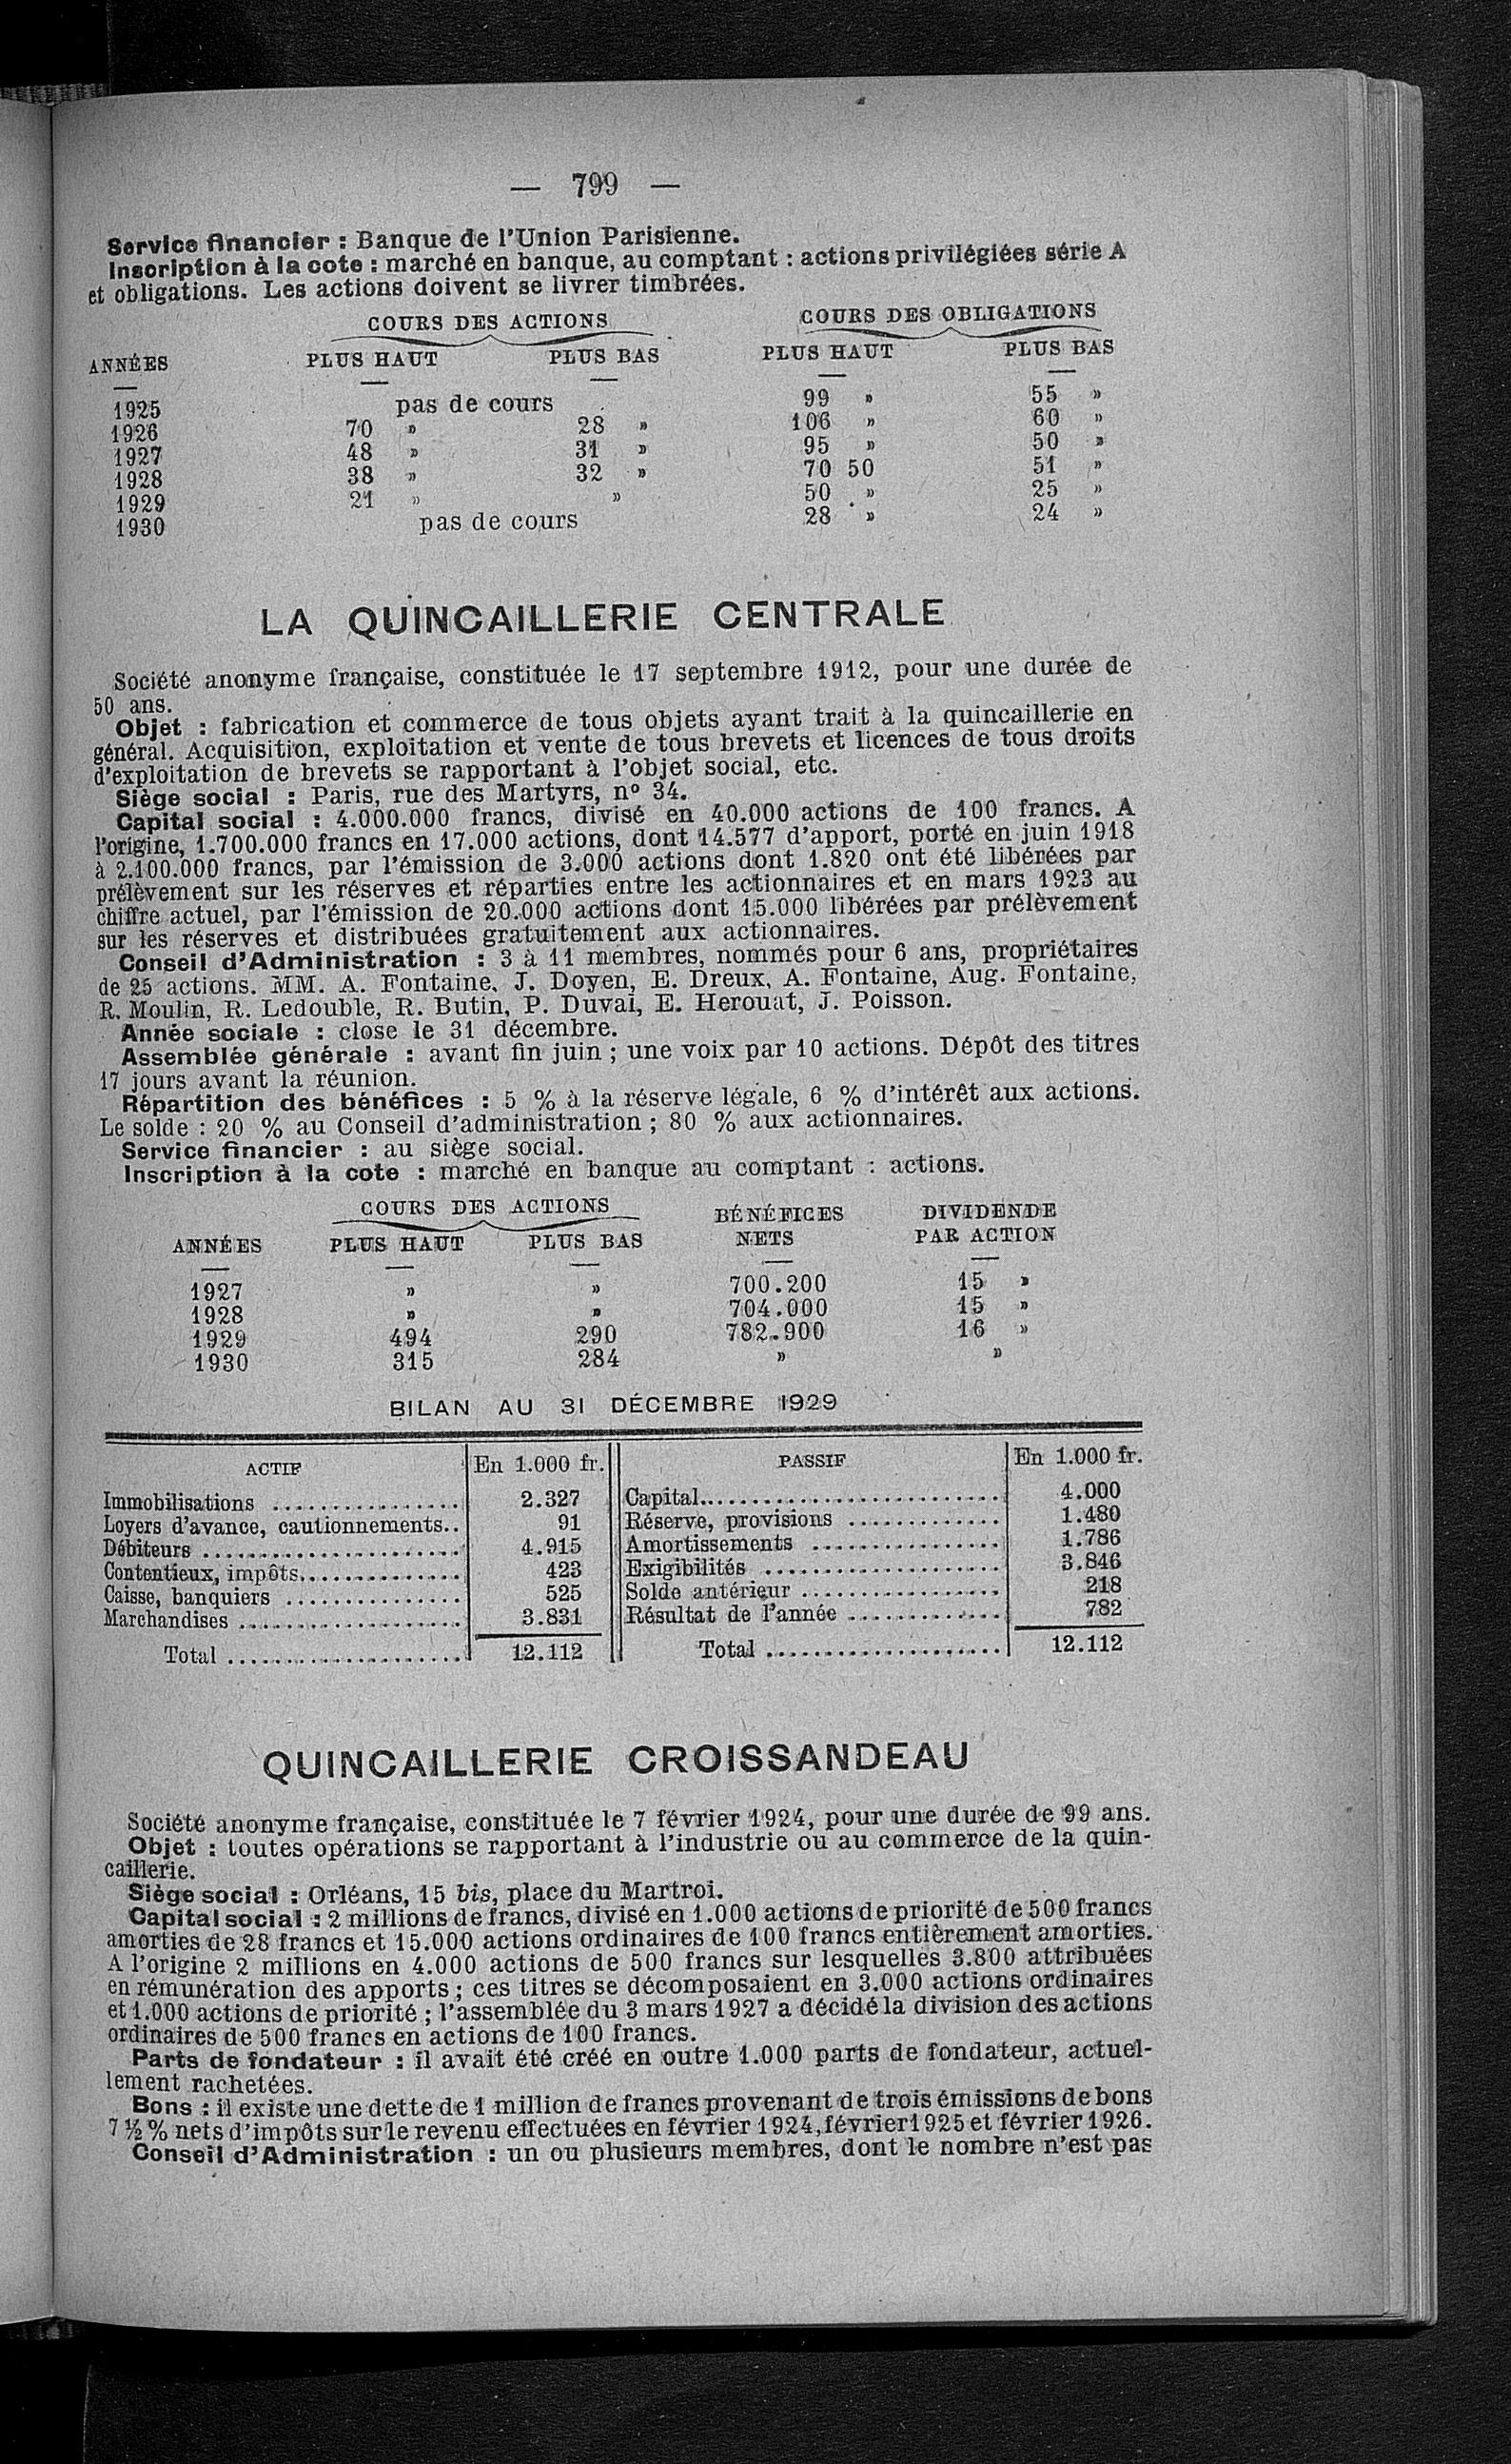 — 799 —
Service financier : Banque de l'Union Parisienne.
Inscription à la cote : marché en banque, au comptant : actions privilégiées série A
et obligations. Les actions doivent se livrer timbrées.
COURS DES ACTIONS COURS DES OBLIGATIONS
ANNÉES PLUS HAUT PLUS BAS PLUS HAUT PLUS BAS
1925 pas de cours 99 » 55 »
1926 70 » 28 » 106 » 60 »
1927 48 » 31 » 95 » 50 »
1928 38 » 32 » 70 50 51 »
1929 21 » » 50 » 25 »
1930 pas de cours 28 » 24 »
LA QUINCAILLERIE CENTRALE
Société anonyme française, constituée le 17 septembre 1912, pour une durée de
50 ans.
Objet : fabrication et commerce de tous objets ayant trait à la quincaillerie en
général. Acquisition, exploitation et vente de tous brevets et licences de tous droits
d'exploitation de brevets se rapportant à l'objet social, etc.
Siège social : Paris, rue des Martyrs, n° 34.
Capital social : 4.000.000 francs, divisé en 40.000 actions de 100 francs. A
l'origine, 1.700.000 francs en 17.000 actions, dont 14.577 d'apport, porté en juin 1918
à 2.100.000 francs, par l'émission de 3.000 actions dont 1.820 ont été libérées par
prélèvement sur les réserves et réparties entre les actionnaires et en mars 1923 au
chiffre actuel, par l'émission de 20.000 actions dont 15.000 libérées par prélèvement
sur les réserves et distribuées gratuitement aux actionnaires.
Conseil d'Administration : 3 à 11 membres, nommés pour 6 ans, propriétaires
de 25 actions. MM. A. Fontaine, J. Doyen, E. Dreux, A. Fontaine, Aug. Fontaine,
R. Moulin, R. Ledouble, R. Butin, P. Duval, E. Herouat, J. Poisson.
Année sociale : close le 31 décembre.
Assemblée générale : avant fin juin ; une voix par 10 actions. Dépôt des titres
17 jours avant la réunion.
Répartition des bénéfices : 5 % à la réserve légale, 6 % d'intérêt aux actions.
Le solde : 20 % au Conseil d'administration ; 80 % aux actionnaires.
Service financier : au siège social.
Inscription à la cote : marché en banque au comptant : actions.
COURS DES ACTIONS BÉNÉFICES DIVIDENDE
ANNÉES PLUS HAUT PLUS BAS NETS PAR ACTION
1927 » » 700.200 15 »
1928 » » 704.000 15 »
1929 494 290 782.900 16 »
1930 315 284 » »
BILAN AU 31 DÉCEMBRE 1929
ACTIF En 1.000 fr. PASSIF En 1.000 fr.
Immobilisations ................ 2.327 Capital........................... 4.000
Loyers d'avance, cautionnements.. 91 Réserve, provisions ............. 1.480
Débiteurs ...................... 4.915 Amortissements ................ 1.786
Contentieux, impôts.............. 423 Exigibilités .................... 3.846
Caisse, banquiers ............... 525 Solde antérieur ................. 218
Marchandises ................... 3.831 Résultat de l'année ............. 782
Total .................... 12.112 Total .................... 12.112
QUINCAILLERIE CROISSANDEAU
Société anonyme française, constituée le 7 février 1924, pour une durée de 99 ans.
Objet : toutes opérations se rapportant à l'industrie ou au commerce de la quin-
caillerie.
Siège social : Orléans, 15 bis, place du Martroi.
Capital social : 2 millions de francs, divisé en 1.000 actions de priorité de 500 francs
amorties de 28 francs et 15.000 actions ordinaires de 100 francs entièrement amorties.
A l'origine 2 millions en 4.000 actions de 500 francs sur lesquelles 3.800 attribuées
en rémunération des apports ; ces titres se décomposaient en 3.000 actions ordinaires
et 1.000 actions de priorité ; l'assemblée du 3 mars 1927 a décidé la division des actions
ordinaires de 500 francs en actions de 100 francs.
Parts de fondateur : il avait été créé en outre 1.000 parts de fondateur, actuel-
lement rachetées.
Bons : il existe une dette de 1 million de francs provenant de trois émissions de bons
7 ½ % nets d'impôts sur le revenu effectuées en février 1924, février 1925 et février 1926.
Conseil d'Administration : un ou plusieurs membres, dont le nombre n'est pas